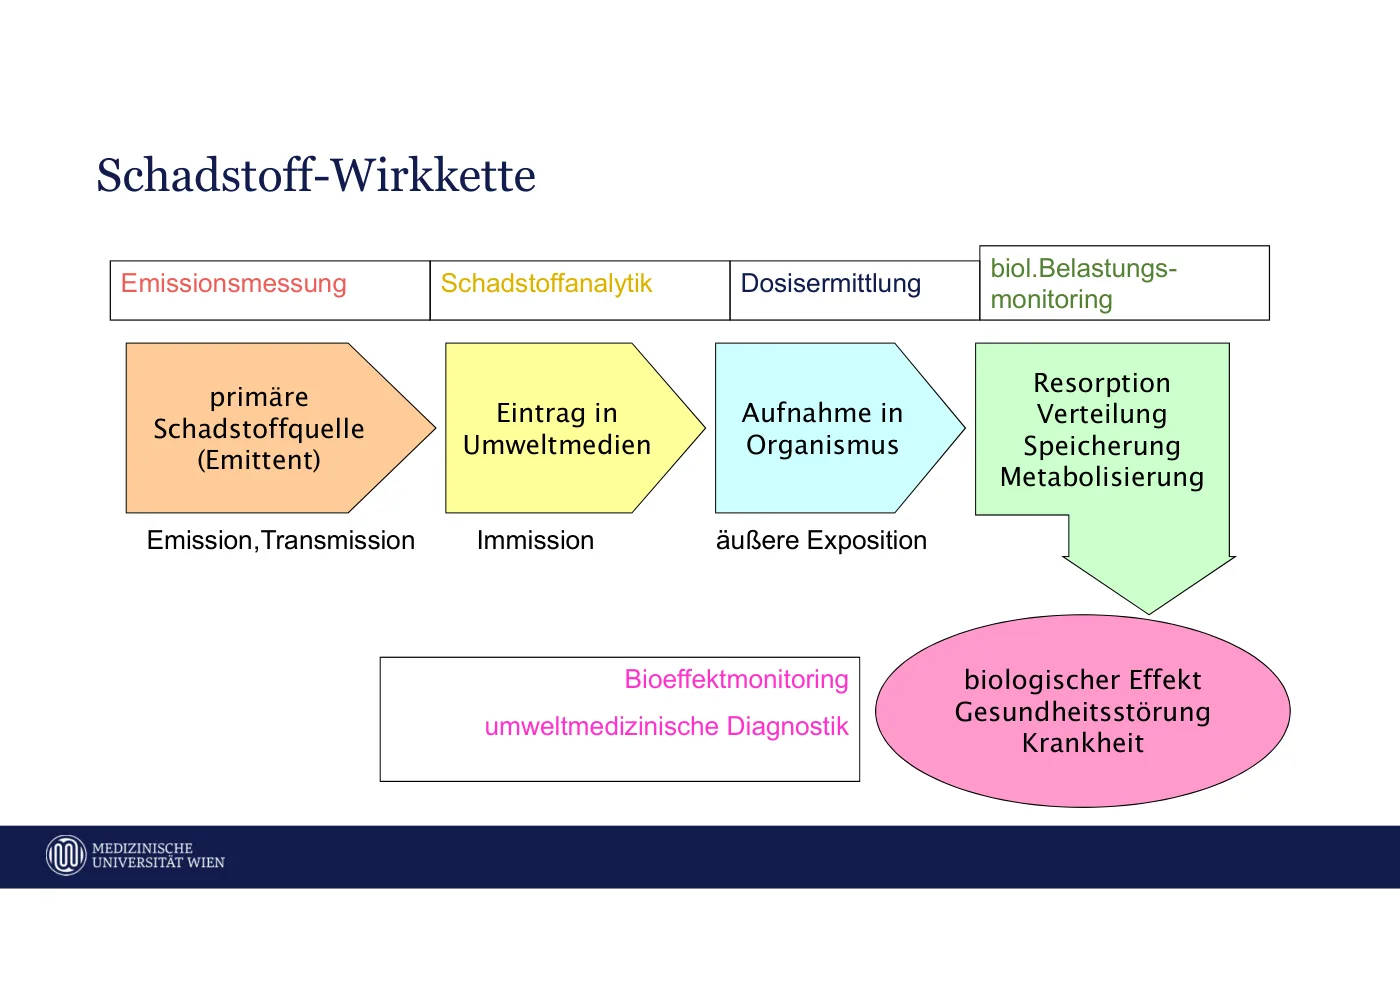 Schadstoff-Wirkkette
Emissionsmessung
Schadstoffanalytik
Dosisermittlung
biol.Belastungs-
monitoring
primäre
Schadstoffquelle
(Emittent)
Eintrag in
Umweltmedien
Aufnahme in
Organismus
Resorption
Verteilung
Speicherung
Metabolisierung
Emission,Transmission
Immission
äußere Exposition
Bioeffektmonitoring
umweltmedizinische Diagnostik
biologischer Effekt
Gesundheitsstörung
Krankheit
MEDIZINISCHE
UNIVERSITÄT WIEN